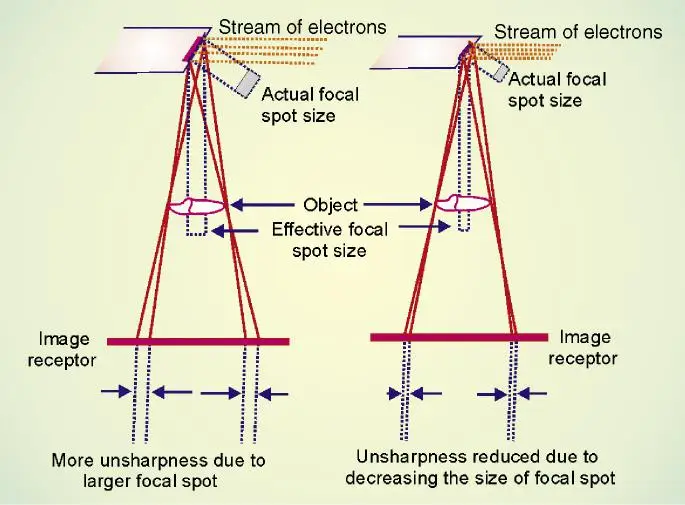 Stream of electrons
Actual focal
spot size
Stream of electrons
Actual focal
spot size
Object
Effective focal
spot size
Image
receptor
Image
receptor
More unsharpness due to
larger focal spot
Unsharpness reduced due to
decreasing the size of focal spot